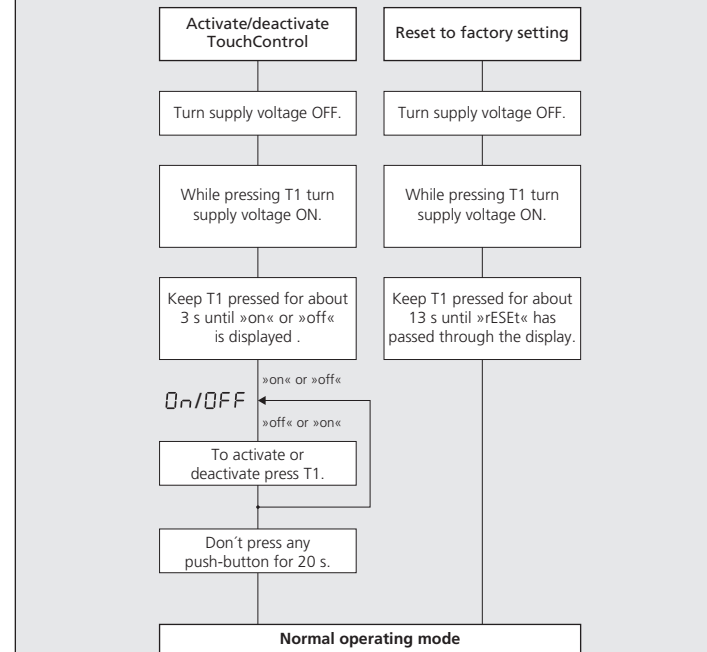 Activate/deactivate
TouchControl
Turn supply voltage OFF.
While pressing T1 turn
supply voltage ON.
Keep T1 pressed for about
3 s until »on« or »off«
is displayed .
»on« or »off«
On/OFF
»off« or »on«
To activate or
deactivate press T1.
Don´t press any
push-button for 20 s.
Reset to factory setting
Turn supply voltage OFF.
While pressing T1 turn
supply voltage ON.
Keep T1 pressed for about
13 s until »rESEt« has
passed through the display.
Normal operating mode